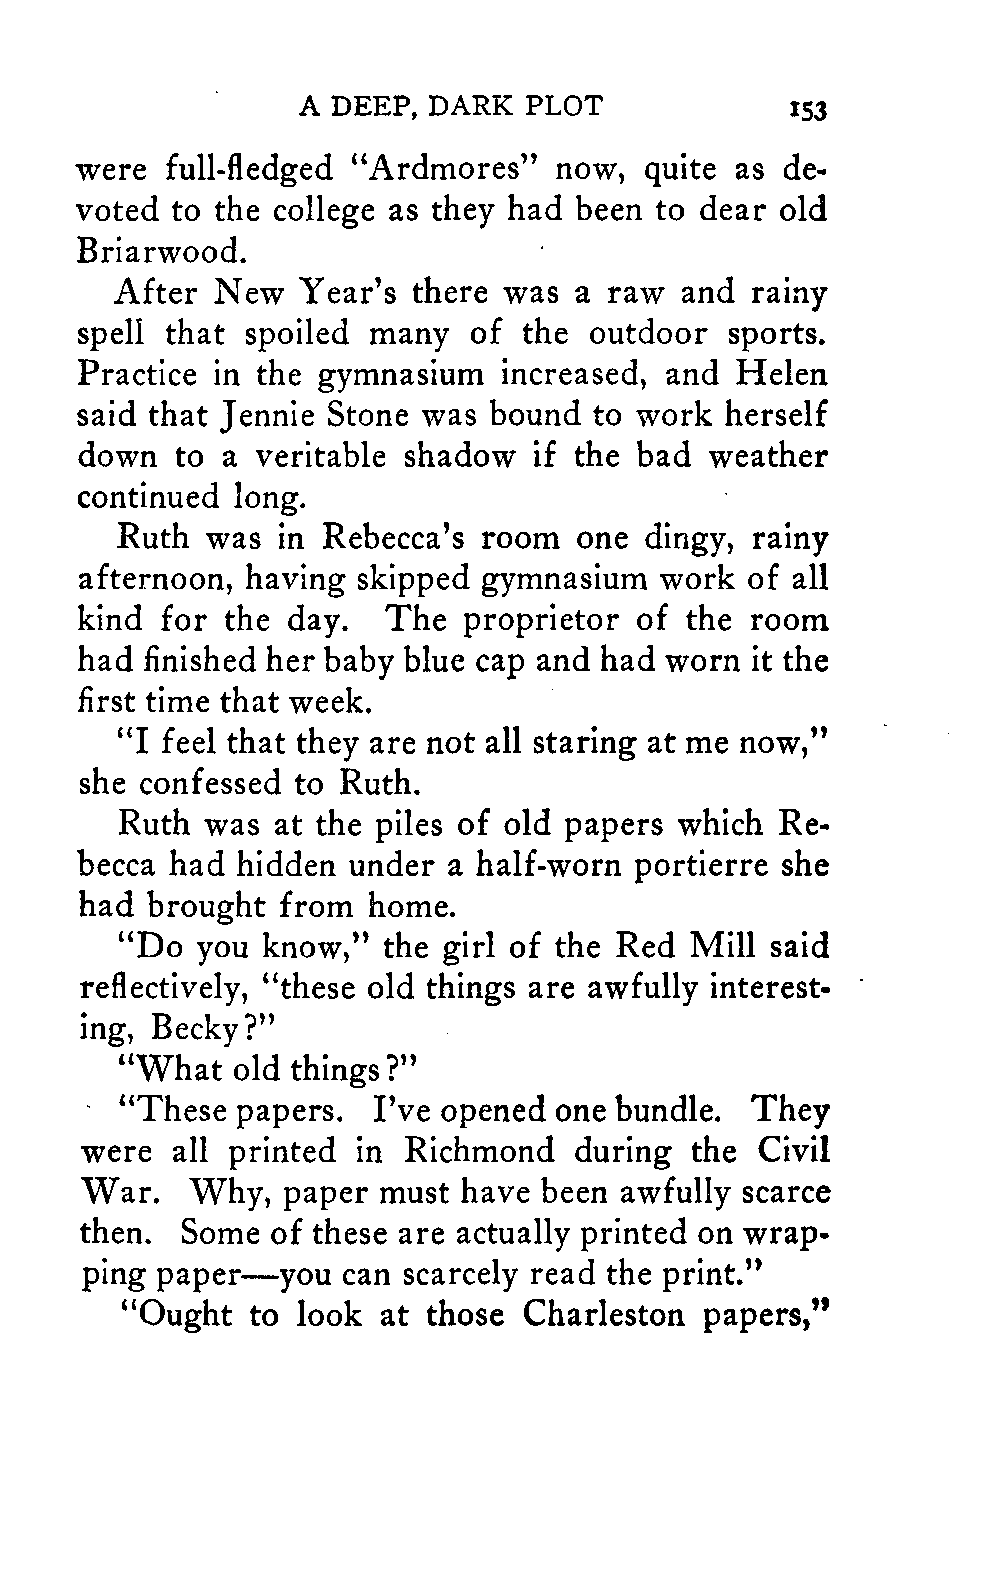 A DEEP, DARK PLOT 153
were full-fledged "Ardmores" now, quite as de-
voted to the college as they had been to dear old
Briarwood.
After New Year's there was a raw and rainy
spell that spoiled many of the outdoor sports.
Practice in the gymnasium increased, and Helen
said that Jennie Stone was bound to work herself
down to a veritable shadow if the bad weather
continued long.
Ruth was in Rebecca's room one dingy, rainy
afternoon, having skipped gymnasium work of all
kind for the day. The proprietor of the room
had finished her baby blue cap and had worn it the
first time that week.
"I feel that they are not all staring at me now,"
she confessed to Ruth.
Ruth was at the piles of old papers which Re-
becca had hidden under a half-worn portierre she
had brought from home.
"Do you know," the girl of the Red Mill said
reflectively, "these old things are awfully interest-
ing, Becky?"
"What old things?"
"These papers. I've opened one bundle. They
were all printed in Richmond during the Civil
War. Why, paper must have been awfully scarce
then. Some of these are actually printed on wrap-
ping paper—you can scarcely read the print."
"Ought to look at those Charleston papers,"